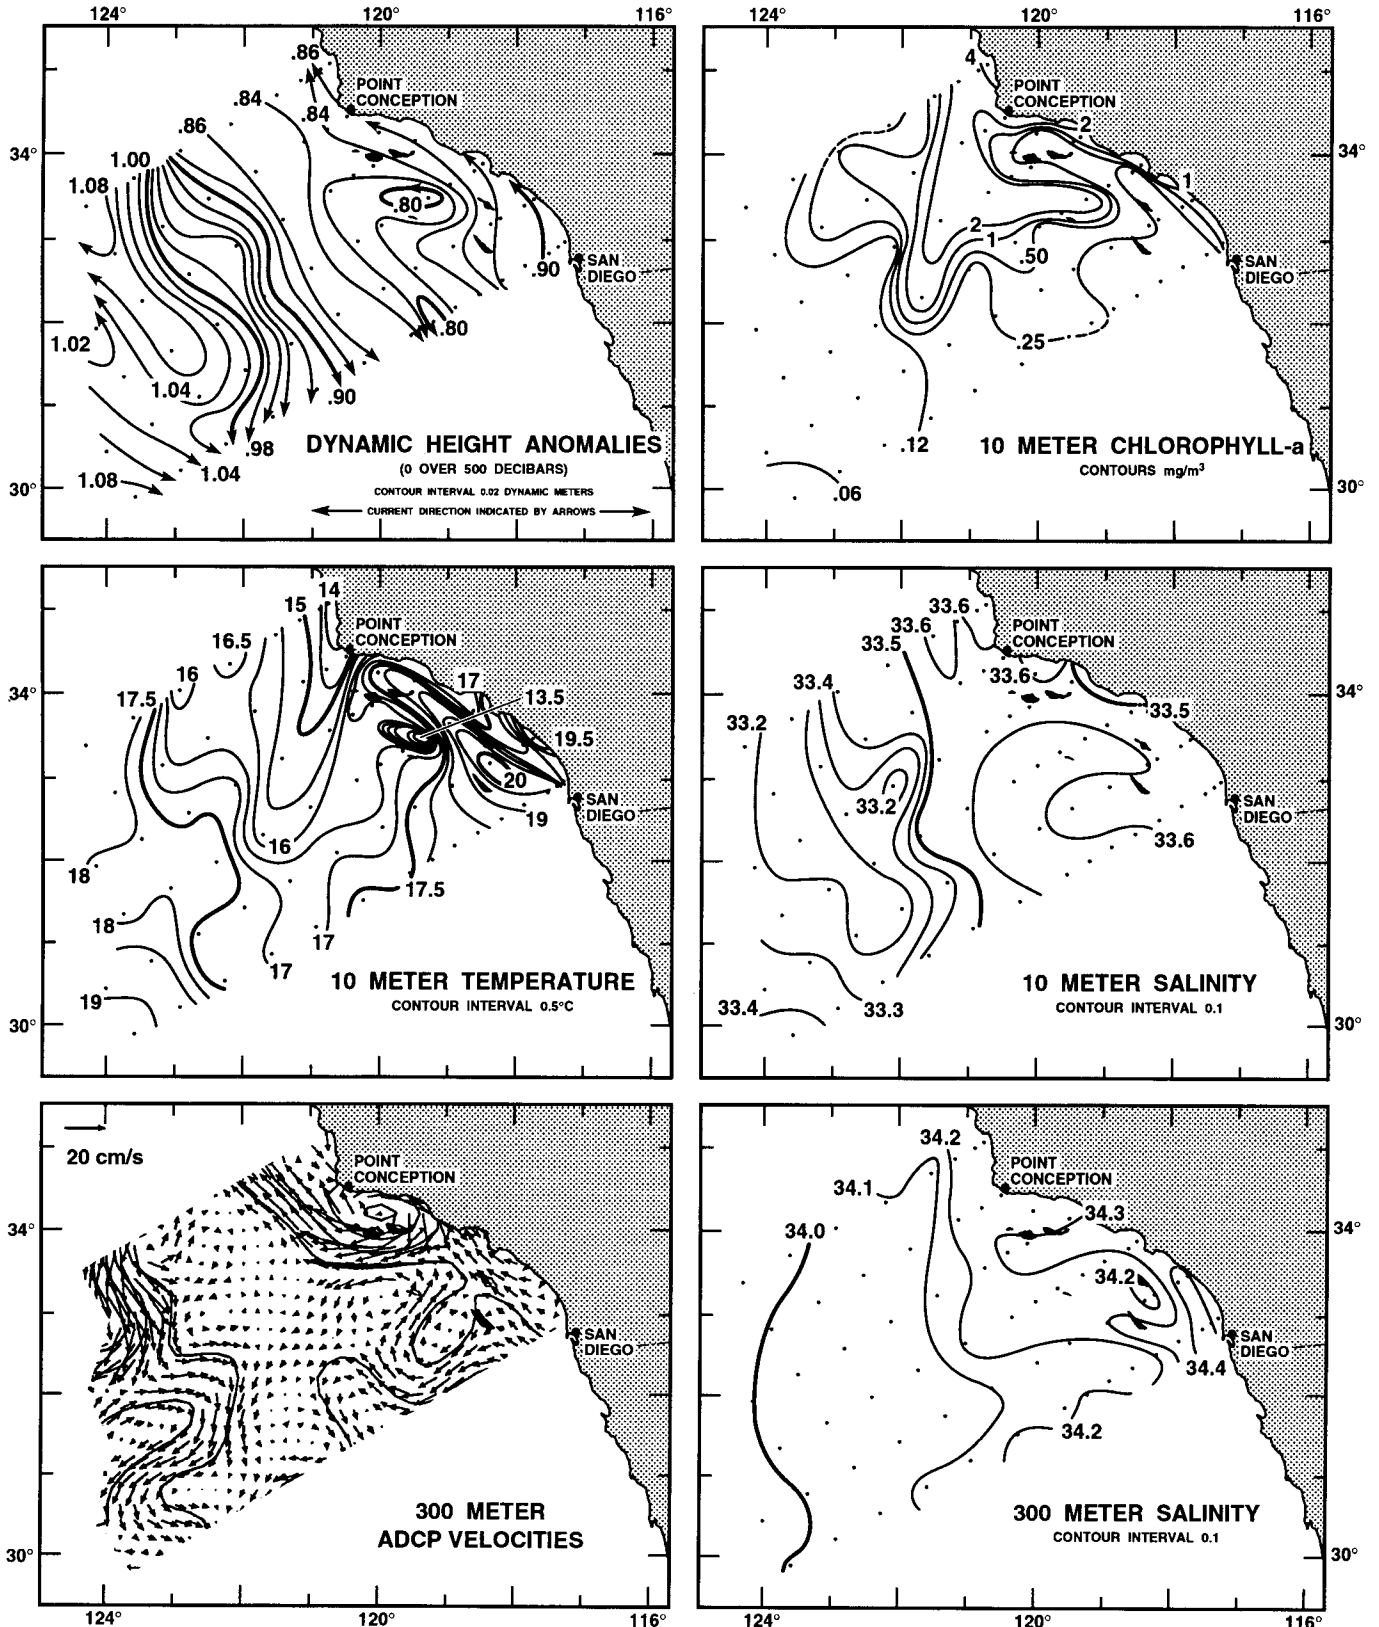 124°
120°
116°
.86
POINT
CONCEPTION
.84
.84
.86
34°
1.00
1.08
.80
.90
SAN
DIEGO
.80
1.02
1.04
.90
.98
1.04
1.08
DYNAMIC HEIGHT ANOMALIES
(0 OVER 500 DECIBARS)
CONTOUR INTERVAL 0.02 DYNAMIC METERS
CURRENT DIRECTION INDICATED BY ARROWS
30°
124°
120°
116°
4
POINT
CONCEPTION
2
34°
1
2
1
.50
SAN
DIEGO
.25
.12
10 METER CHLOROPHYLL-a
CONTOURS mg/m³
.06
30°
14
15
POINT
CONCEPTION
16.5
16
17
34°
17.5
13.5
19.5
20
SAN
DIEGO
19
16
18
17.5
18
17
17
10 METER TEMPERATURE
CONTOUR INTERVAL 0.5°C
19
30°
33.6
33.6
POINT
CONCEPTION
33.5
33.6
33.4
34°
33.5
33.2
33.2
SAN
DIEGO
33.6
10 METER SALINITY
CONTOUR INTERVAL 0.1
33.4
33.3
30°
20 cm/s
POINT
CONCEPTION
34°
SAN
DIEGO
300 METER
ADCP VELOCITIES
30°
124°
120°
116°
34.2
POINT
CONCEPTION
34.1
34.3
34.0
34°
34.2
SAN
DIEGO
34.4
34.2
300 METER SALINITY
CONTOUR INTERVAL 0.1
30°
124°
120°
116°